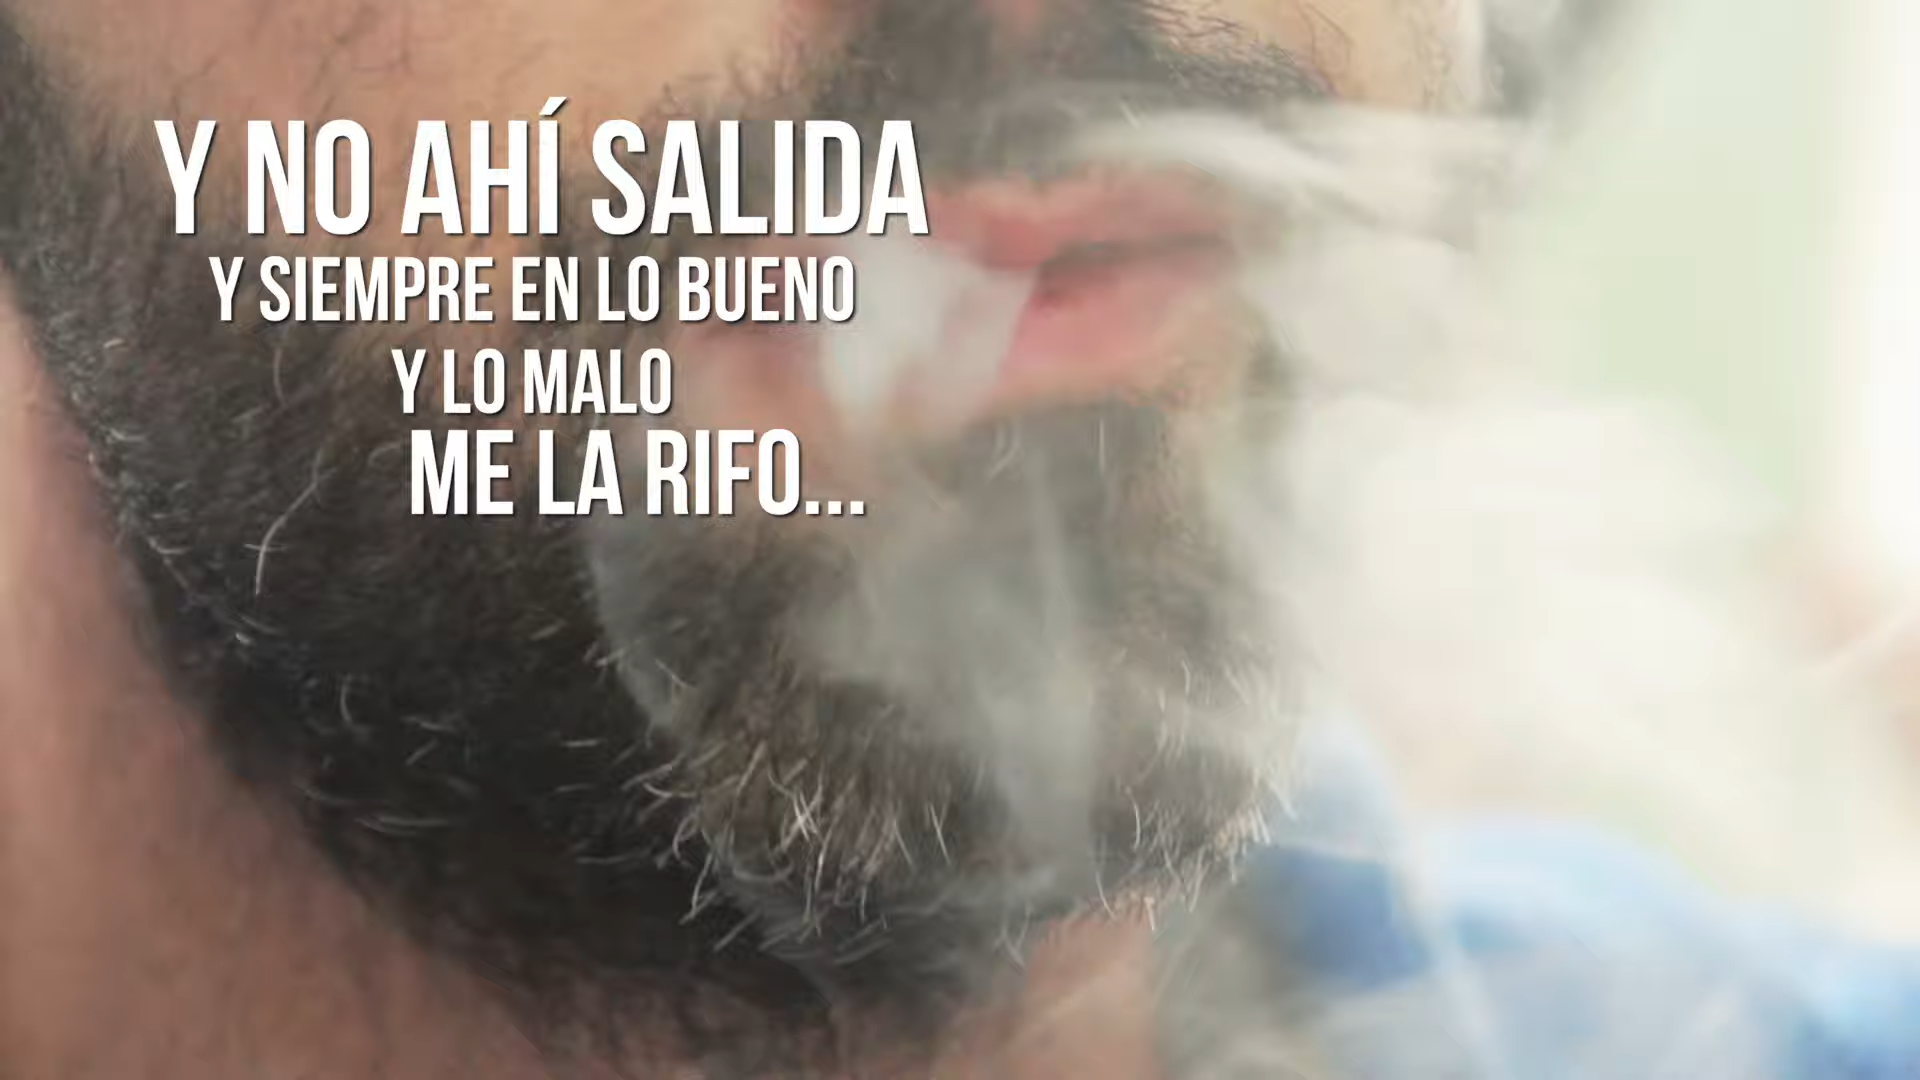 Y NO AHÍ SALIDA
Y SIEMPRE EN LO BUENO
Y LO MALO
ME LA RIFO...